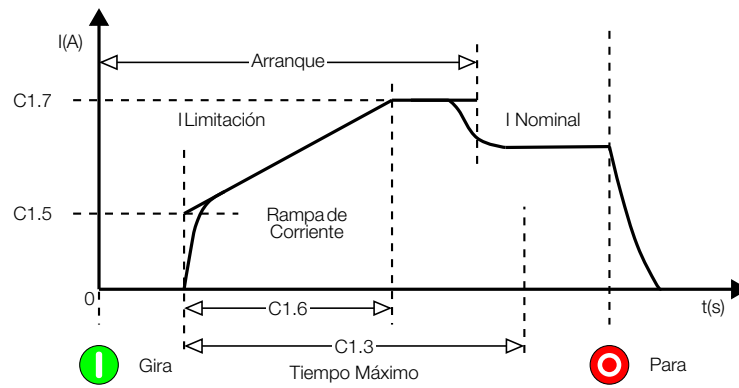 I(A)
Arranque
C1.7
I Limitación
I Nominal
C1.5
Rampa de
Corriente
0
t(s)
C1.6
C1.3
Gira
Tiempo Máximo
Para